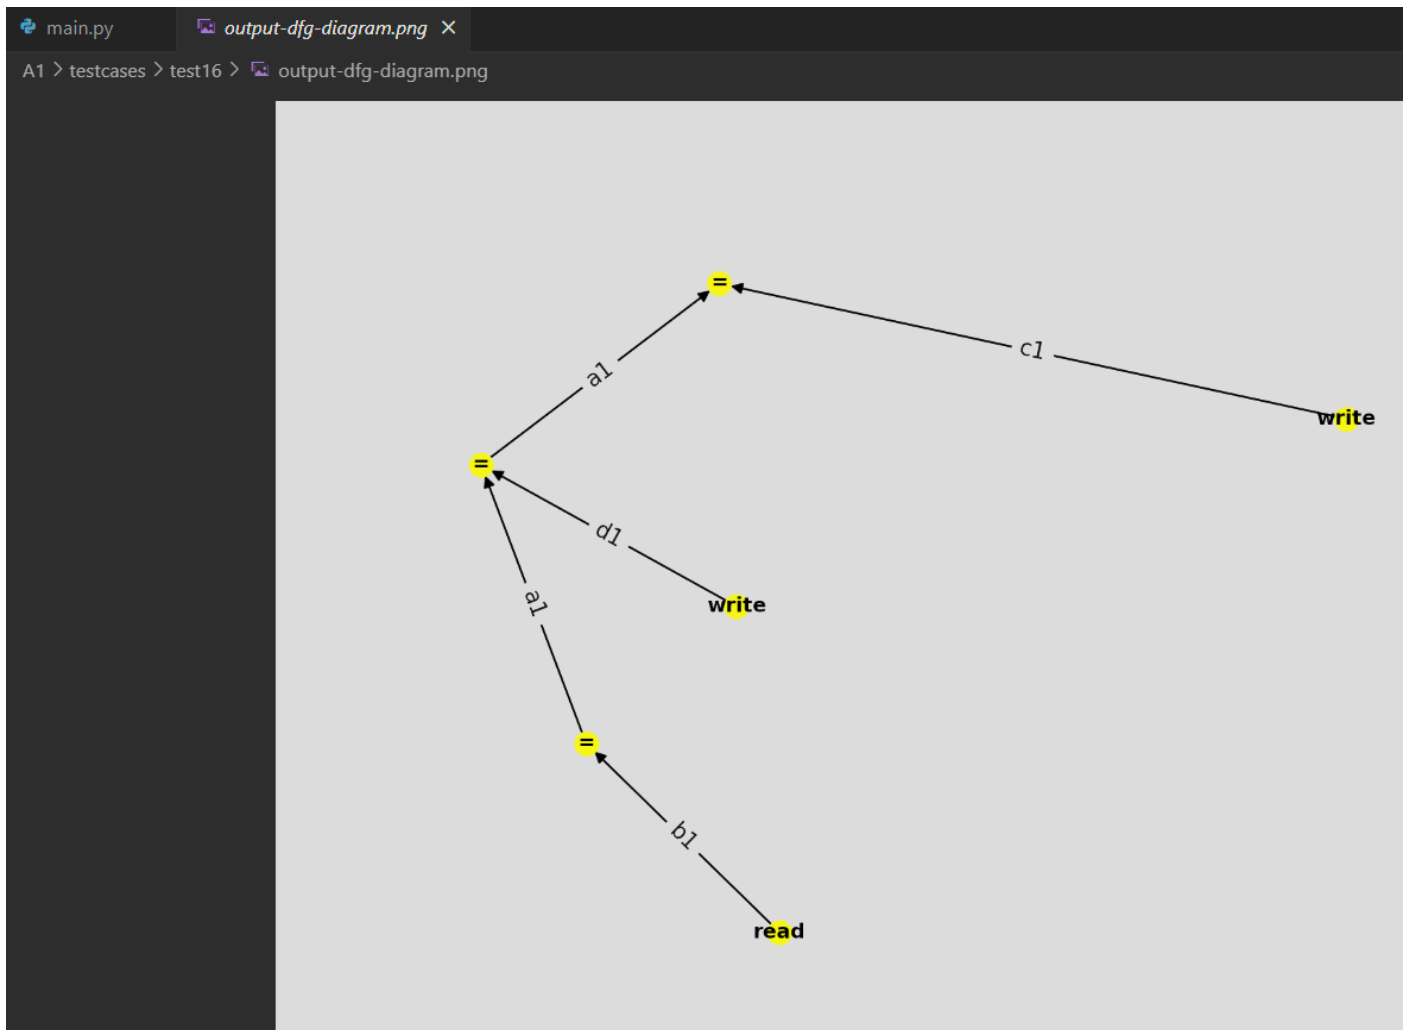 main.py output-dfg-diagram.png
A1 > testcases > test16 > output-dfg-diagram.png
=
c1
a1
write
=
d1
a1
write
=
b1
read